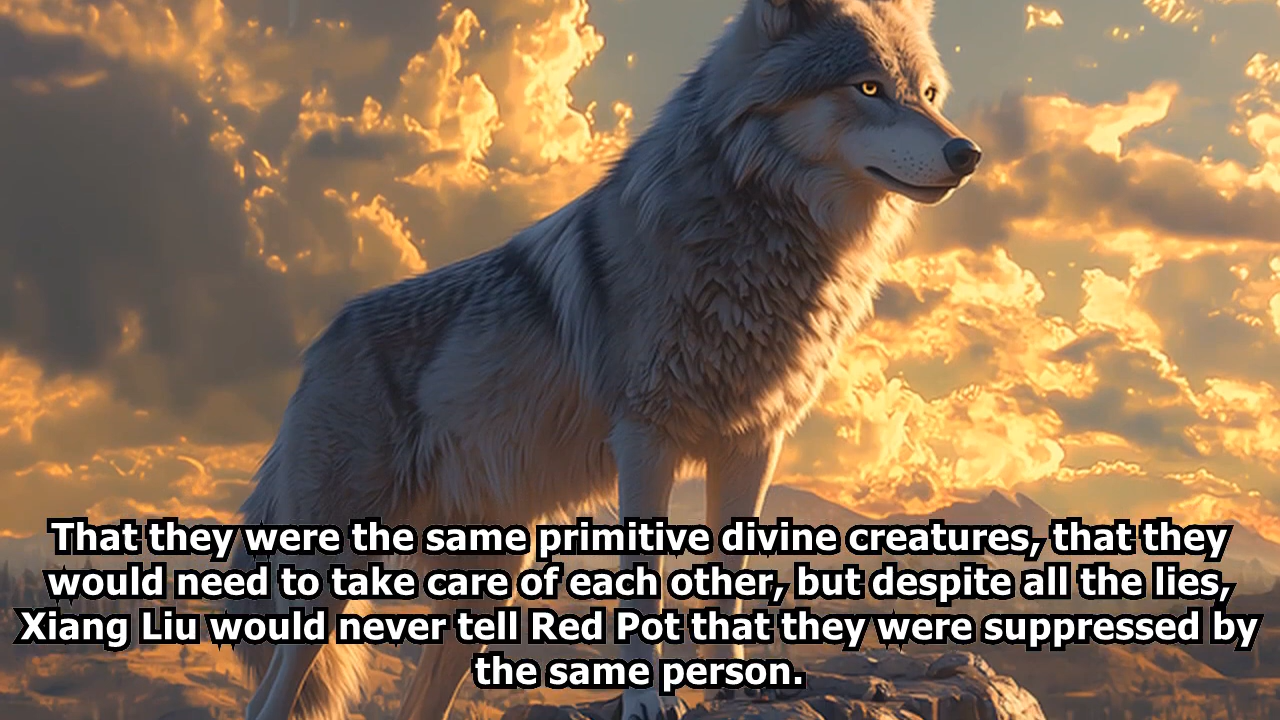 That they were the same primitive divine creatures, that they
would need to take care of each other, but despite all the lies,
Xiang Liu would never tell Red Pot that they were suppressed by
the same person.